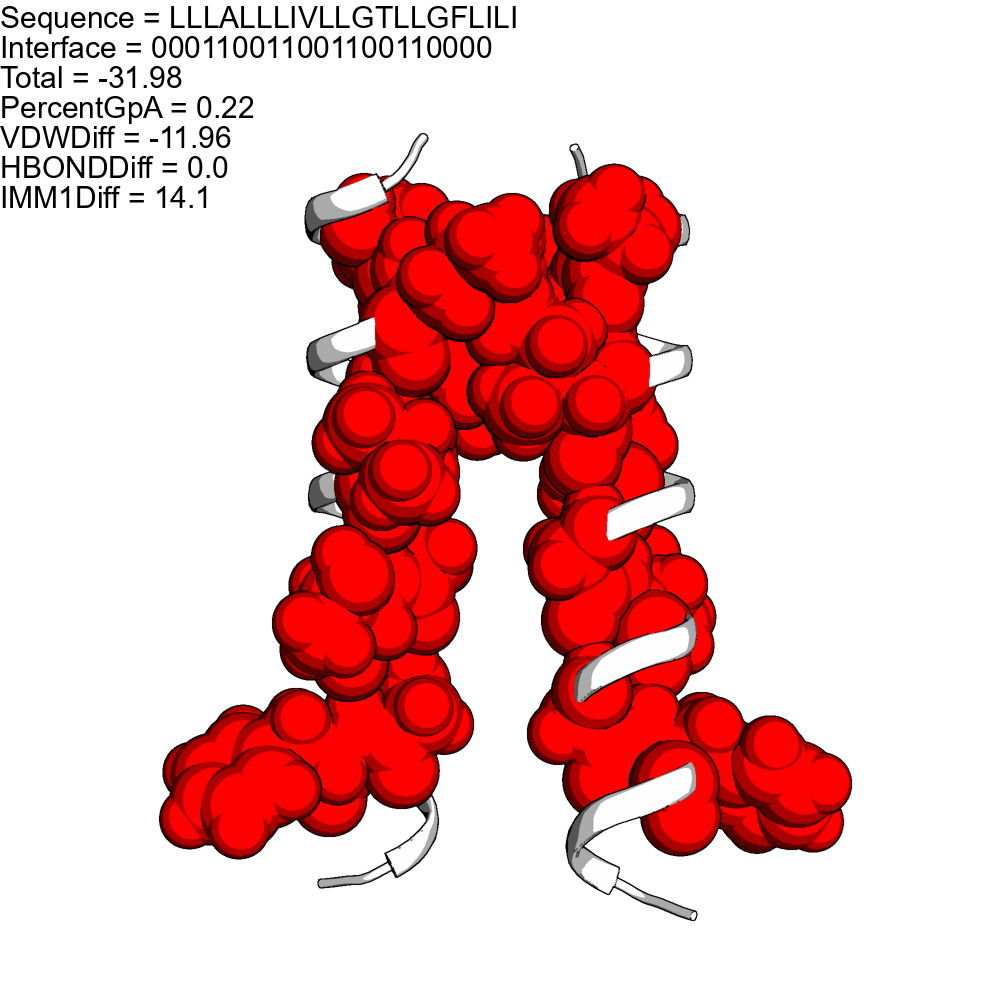 Sequence = LLLALLLIVLLGTLLGFLILI
Interface = 000110011001100110000
Total = -31.98
PercentGpA = 0.22
VDWDiff = -11.96
HBONDDiff = 0.0
IMM1Diff = 14.1